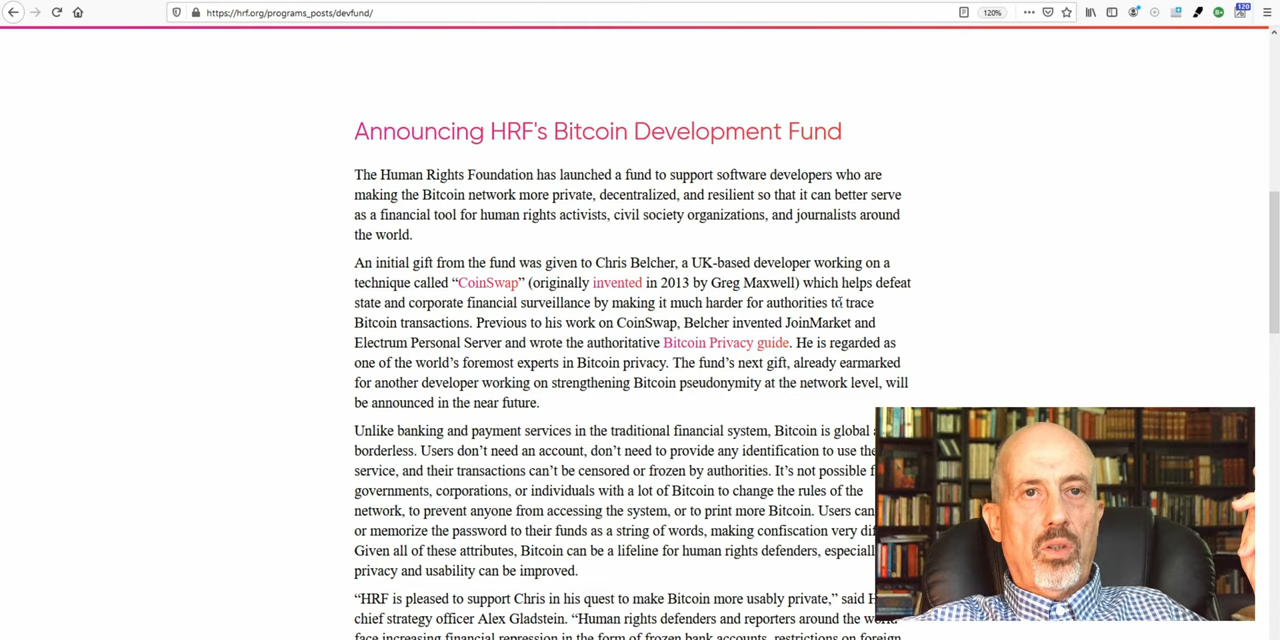 https://hrf.org/programs_posts/devfund/
120%
120
Announcing HRF's Bitcoin Development Fund
The Human Rights Foundation has launched a fund to support software developers who are
making the Bitcoin network more private, decentralized, and resilient so that it can better serve
as a financial tool for human rights activists, civil society organizations, and journalists around
the world.
An initial gift from the fund was given to Chris Belcher, a UK-based developer working on a
technique called “CoinSwap” (originally invented in 2013 by Greg Maxwell) which helps defeat
state and corporate financial surveillance by making it much harder for authorities to trace
Bitcoin transactions. Previous to his work on CoinSwap, Belcher invented JoinMarket and
Electrum Personal Server and wrote the authoritative Bitcoin Privacy guide. He is regarded as
one of the world’s foremost experts in Bitcoin privacy. The fund’s next gift, already earmarked
for another developer working on strengthening Bitcoin pseudonymity at the network level, will
be announced in the near future.
Unlike banking and payment services in the traditional financial system, Bitcoin is global
borderless. Users don’t need an account, don’t need to provide any identification to use the
service, and their transactions can’t be censored or frozen by authorities. It’s not possible
governments, corporations, or individuals with a lot of Bitcoin to change the rules of the
network, to prevent anyone from accessing the system, or to print more Bitcoin. Users can
or memorize the password to their funds as a string of words, making confiscation very
Given all of these attributes, Bitcoin can be a lifeline for human rights defenders,
privacy and usability can be improved.
“HRF is pleased to support Chris in his quest to make Bitcoin more usably private,” said
chief strategy officer Alex Gladstein. “Human rights defenders and reporters around the
face increasing financial repression in the form of frozen bank accounts, restrictions on foreign